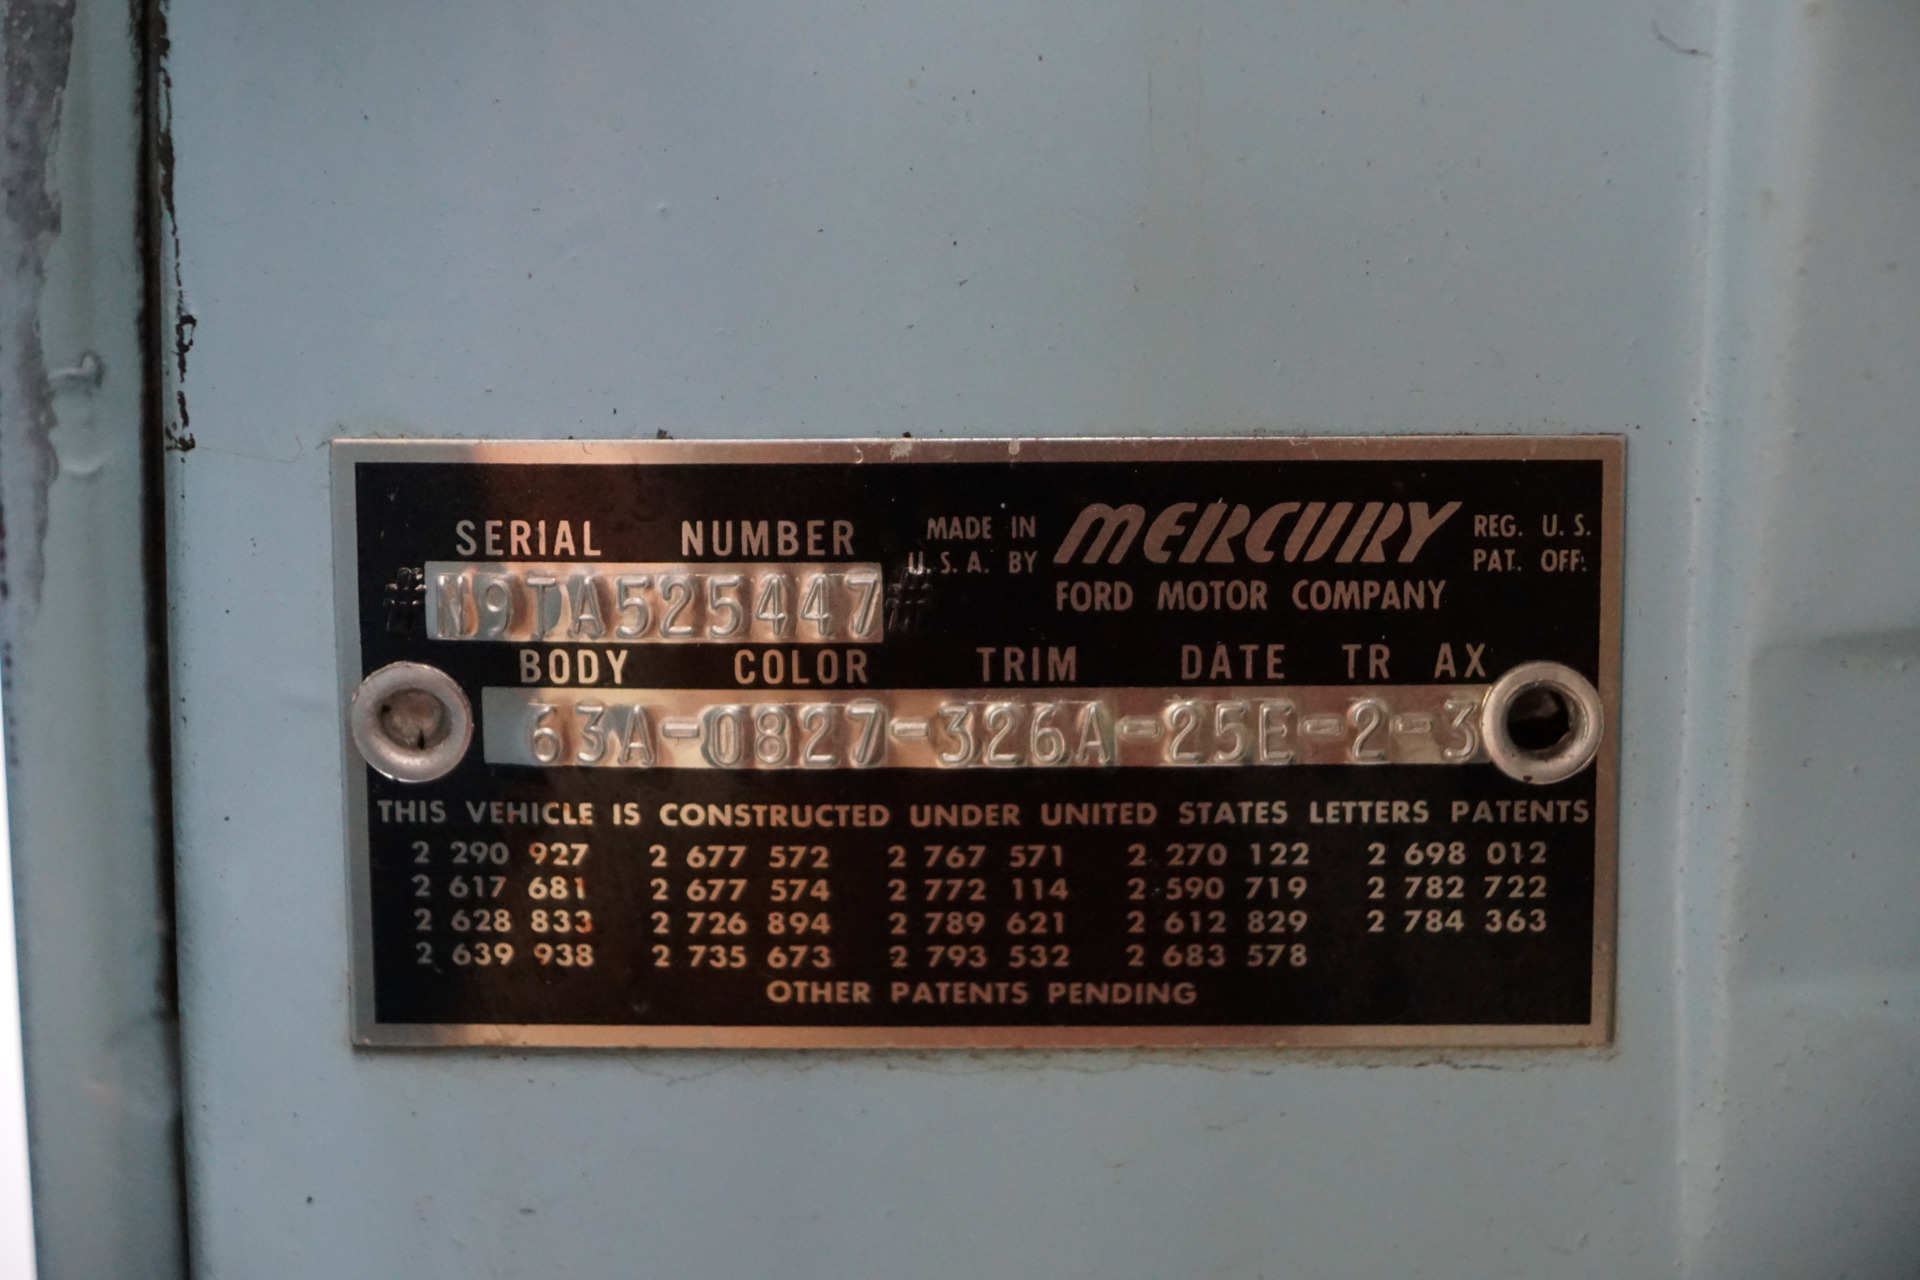 SERIAL NUMBER
#N9TA525447#
MADE IN
U. S. A. BY
MERCURY
REG. U. S.
PAT. OFF.
FORD MOTOR COMPANY
BODY COLOR TRIM DATE TR AX
63A-0827-326A-25E-2-3
THIS VEHICLE IS CONSTRUCTED UNDER UNITED STATES LETTERS PATENTS
2 290 927 2 677 572 2 767 571 2 270 122 2 698 012
2 617 681 2 677 574 2 772 114 2 590 719 2 782 722
2 628 833 2 726 894 2 789 621 2 612 829 2 784 363
2 639 938 2 735 673 2 793 532 2 683 578
OTHER PATENTS PENDING